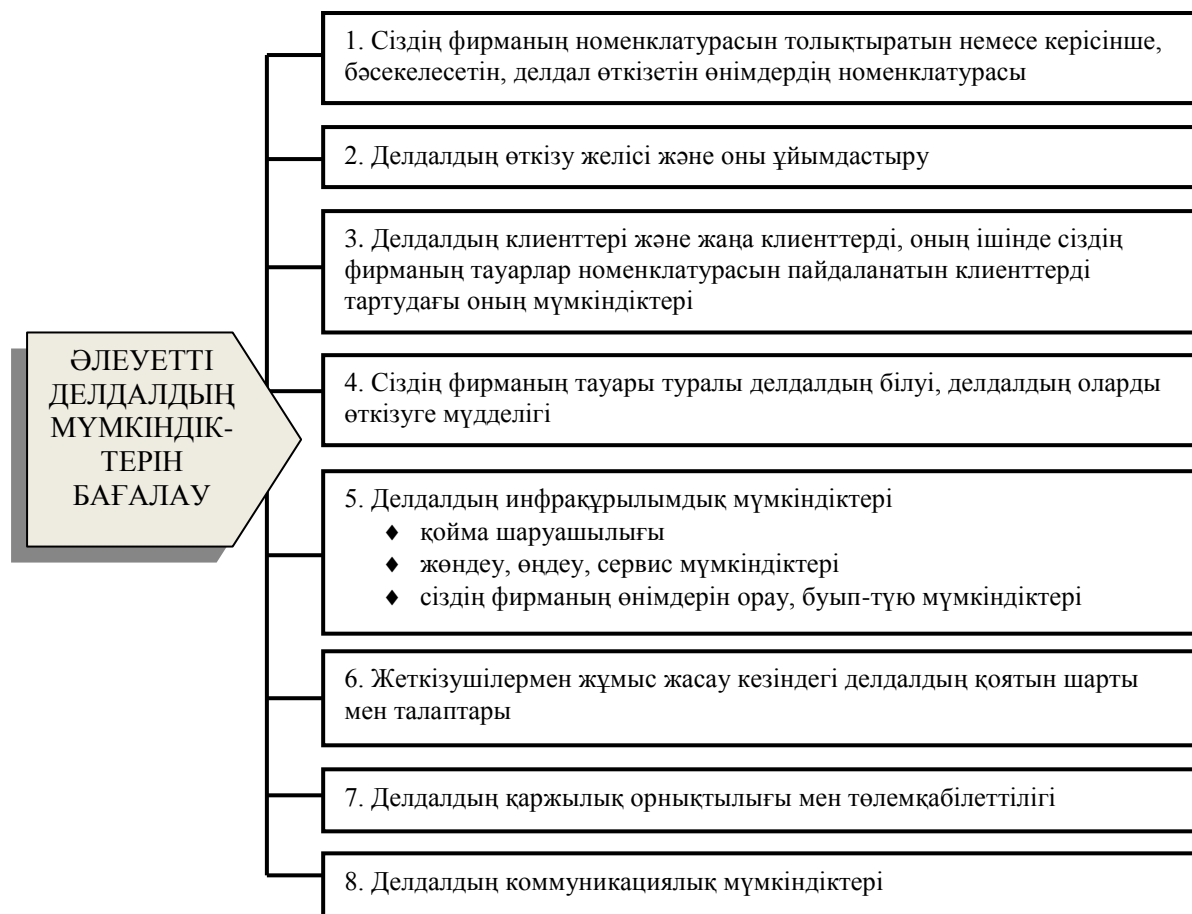 1. Сіздің фирманың номенклатурасын толықтыратын немесе керісінше,
бәсекелесетін, делдал өткізетін өнімдердің номенклатурасы
2. Делдалдың өткізу желісі және оны ұйымдастыру
3. Делдалдың клиенттері және жаңа клиенттерді, оның ішінде сіздің
фирманың тауарлар номенклатурасын пайдаланатын клиенттерді
тартудағы оның мүмкіндіктері
ӘЛЕУЕТТІ
ДЕЛДАЛДЫҢ
МҮМКІНДІК-
ТЕРІН
БАҒАЛАУ
4. Сіздің фирманың тауары туралы делдалдың білуі, делдалдың оларды
өткізуге мүдделігі
5. Делдалдың инфрақұрылымдық мүмкіндіктері
♦ қойма шаруашылығы
♦ жөндеу, өңдеу, сервис мүмкіндіктері
♦ сіздің фирманың өнімдерін орау, буып-түю мүмкіндіктері
6. Жеткізушілермен жұмыс жасау кезіндегі делдалдың қоятын шарты
мен талаптары
7. Делдалдың қаржылық орнықтылығы мен төлемқабілеттілігі
8. Делдалдың коммуникациялық мүмкіндіктері